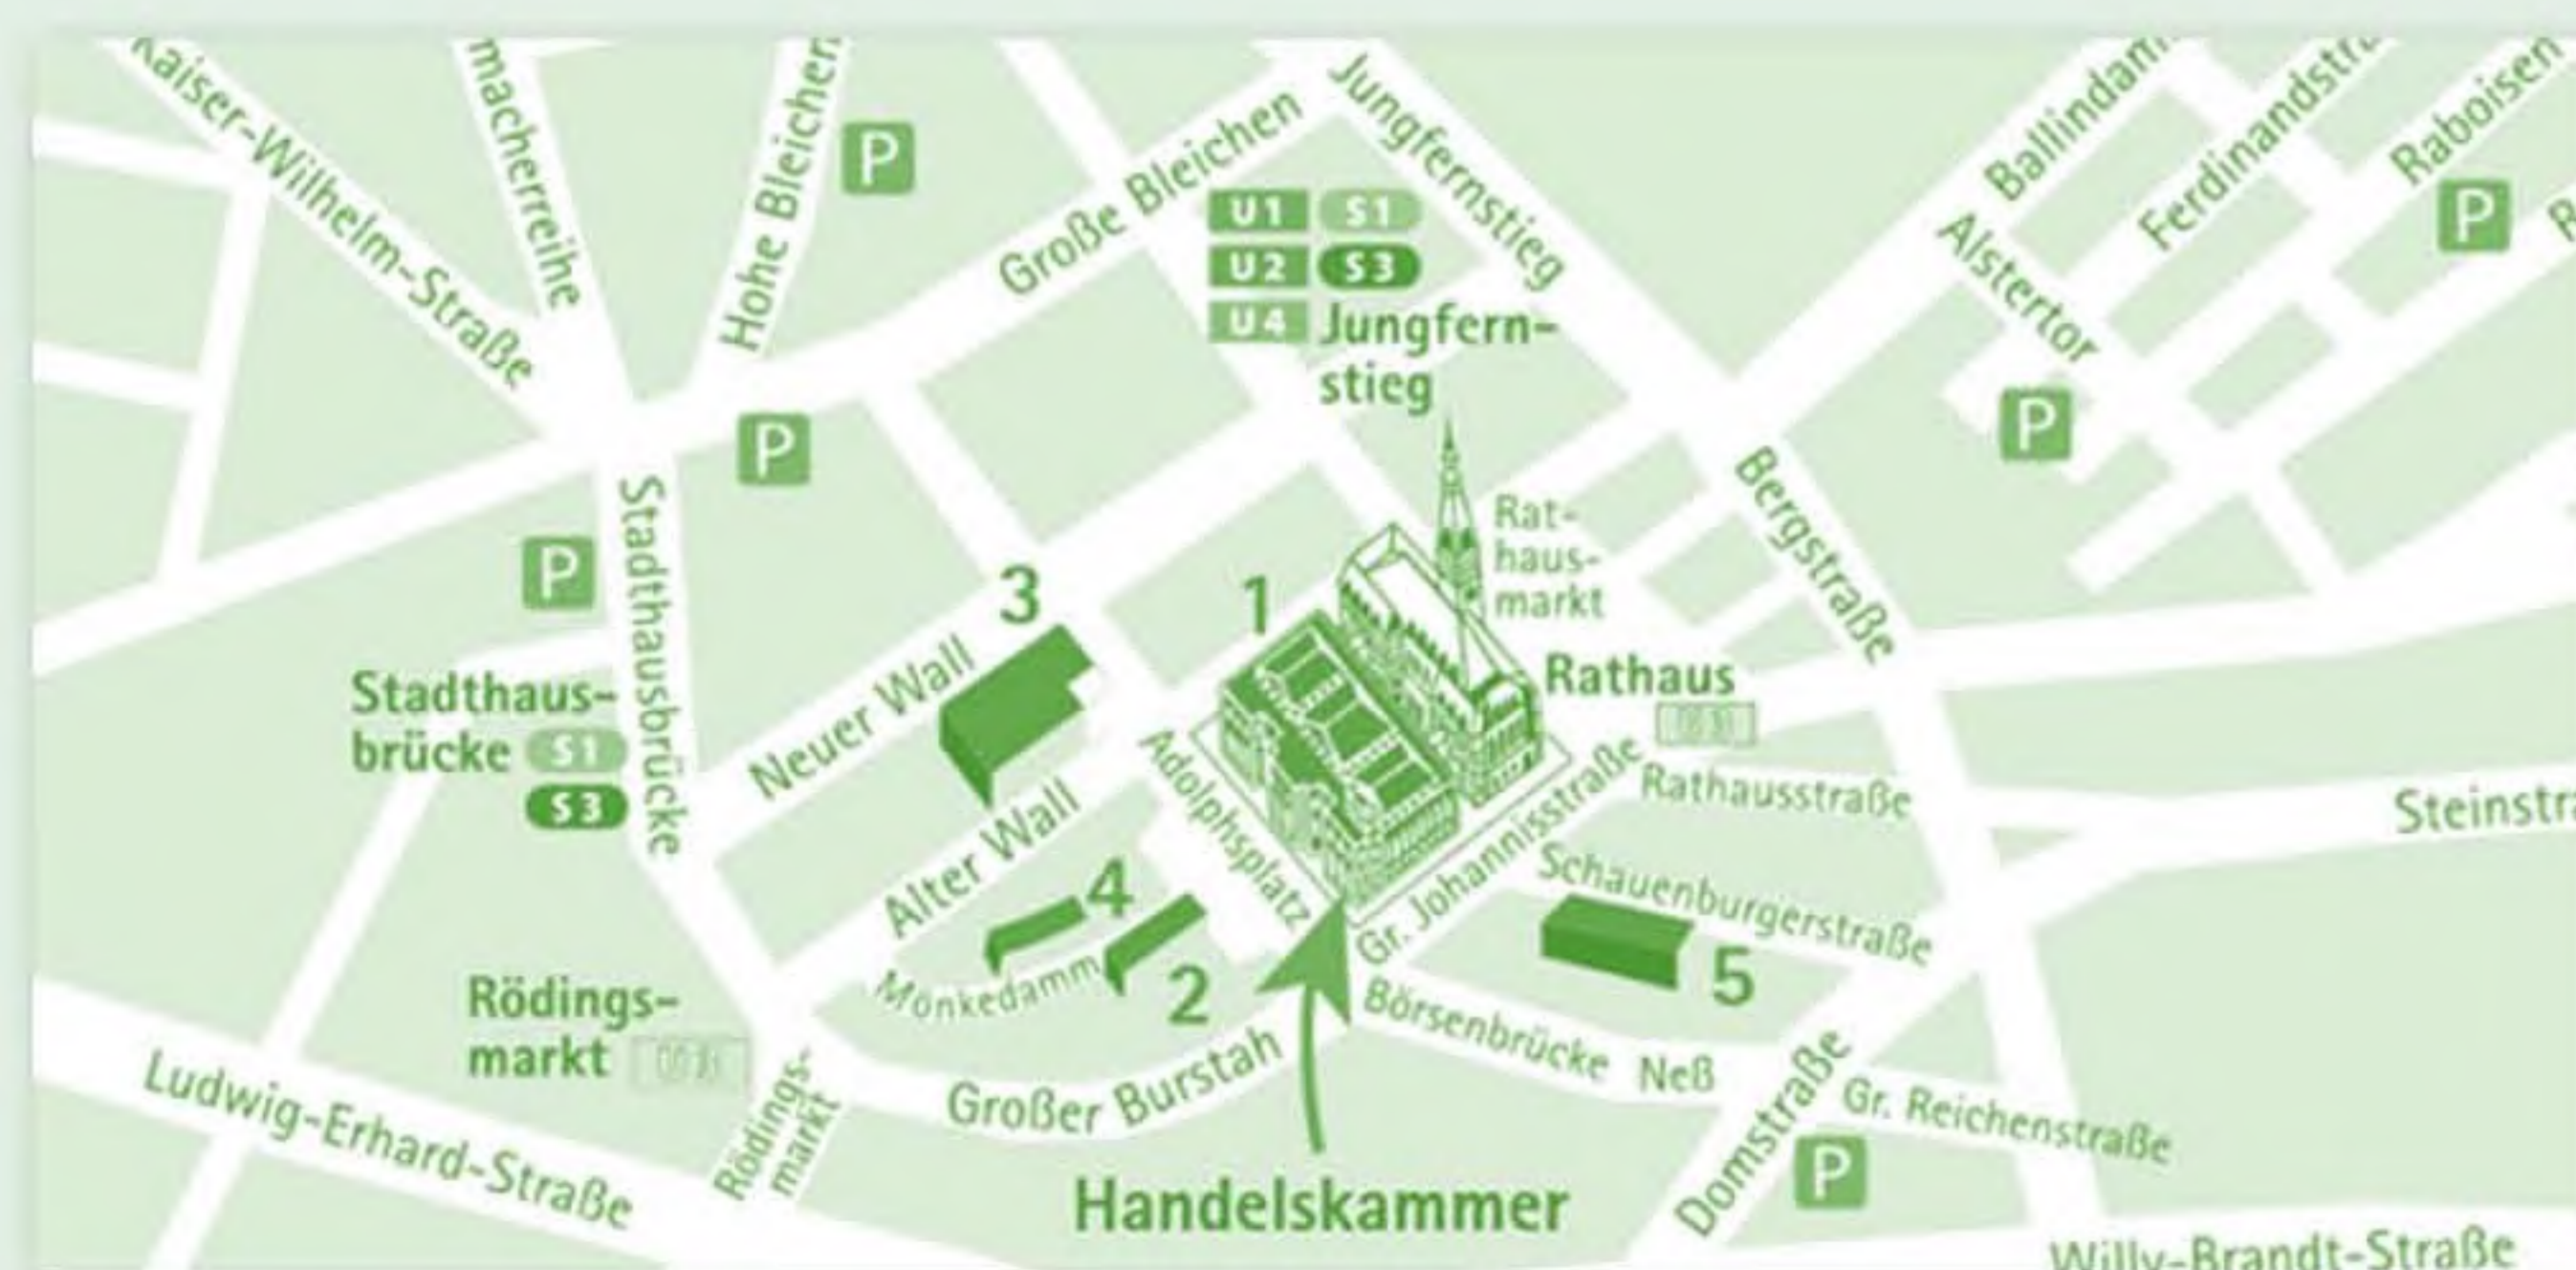 Kaiser-Wilhelm-Straße
macherreihe
Hohe Bleichen
P
Große Bleichen
Jungfernstieg
U1 S1
U2 S3
U4 Jungfern-
stieg
Ballindam
Ferdinandstra
Raboisen
P
Alstertor
P
P
P
Stadthausbrücke
Bergstraße
Rat-
haus-
markt
3
1
Neuer Wall
Rathaus
Stadthaus-
brücke S1
S3
Adolphsplatz
Rathausstraße
Steinstra
Alter Wall
Gr. Johannisstraße
4
Schauenburgerstraße
5
Mönkedamm
2
Rödings-
markt
Börsenbrücke Neß
Ludwig-Erhard-Straße
Rödings-
markt
Großer Burstah
Domstraße
Gr. Reichenstraße
P
Handelskammer
Willy-Brandt-Straße